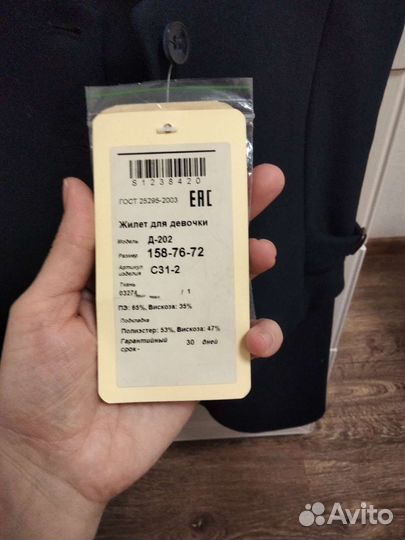 S1238420
ГОСТ 25295-2003 EAC
Жилет для девочки
Модель Д-202
Размер 158-76-72
Артикул изделия С31-2
Ткань
/ 1
ПЭ: 65%, Вискоза: 35%
Подкладка
Полиэстер: 53%, Вискоза: 47%
Гарантийный срок - 30 дней
Avito